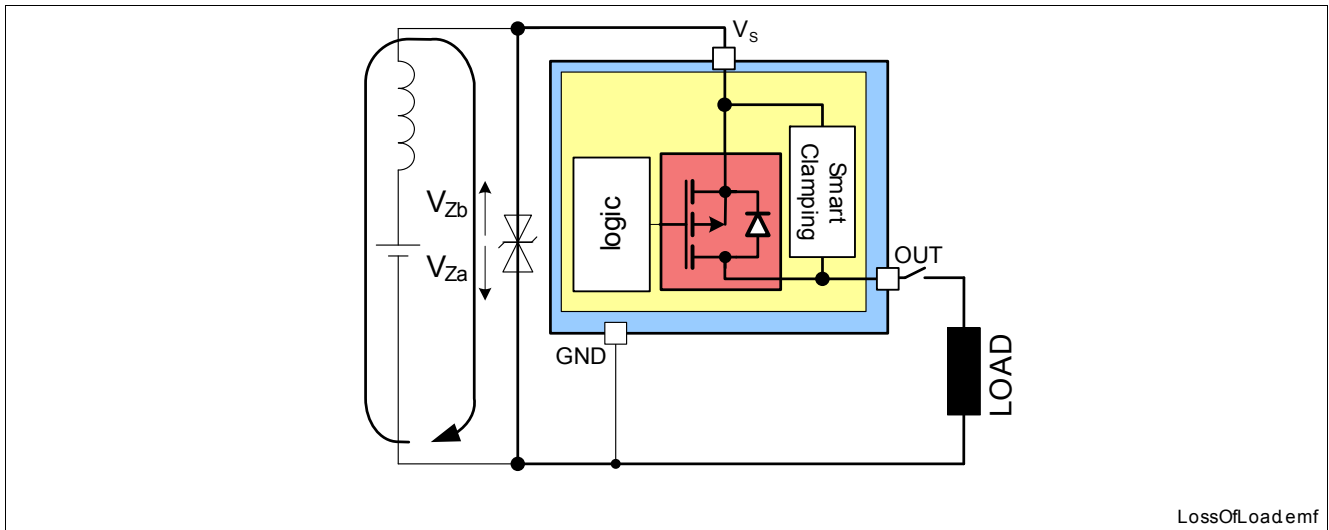 VS
VZb
VZa
logic
Smart
Clamping
OUT
GND
LOAD
LossOfLoad.emf